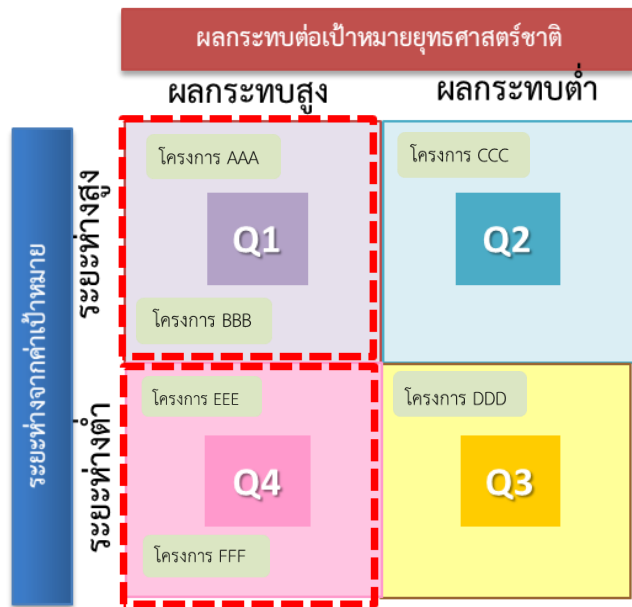 ผลกระทบต่อเป้าหมายยุทธศาสตร์ชาติ
ผลกระทบสูง
ผลกระทบต่ำ
ระยะห่างจากค่าเป้าหมาย
ระยะห่างสูง
โครงการ AAA
Q1
โครงการ BBB
โครงการ CCC
Q2
ระยะห่างต่ำ
โครงการ EEE
Q4
โครงการ FFF
โครงการ DDD
Q3